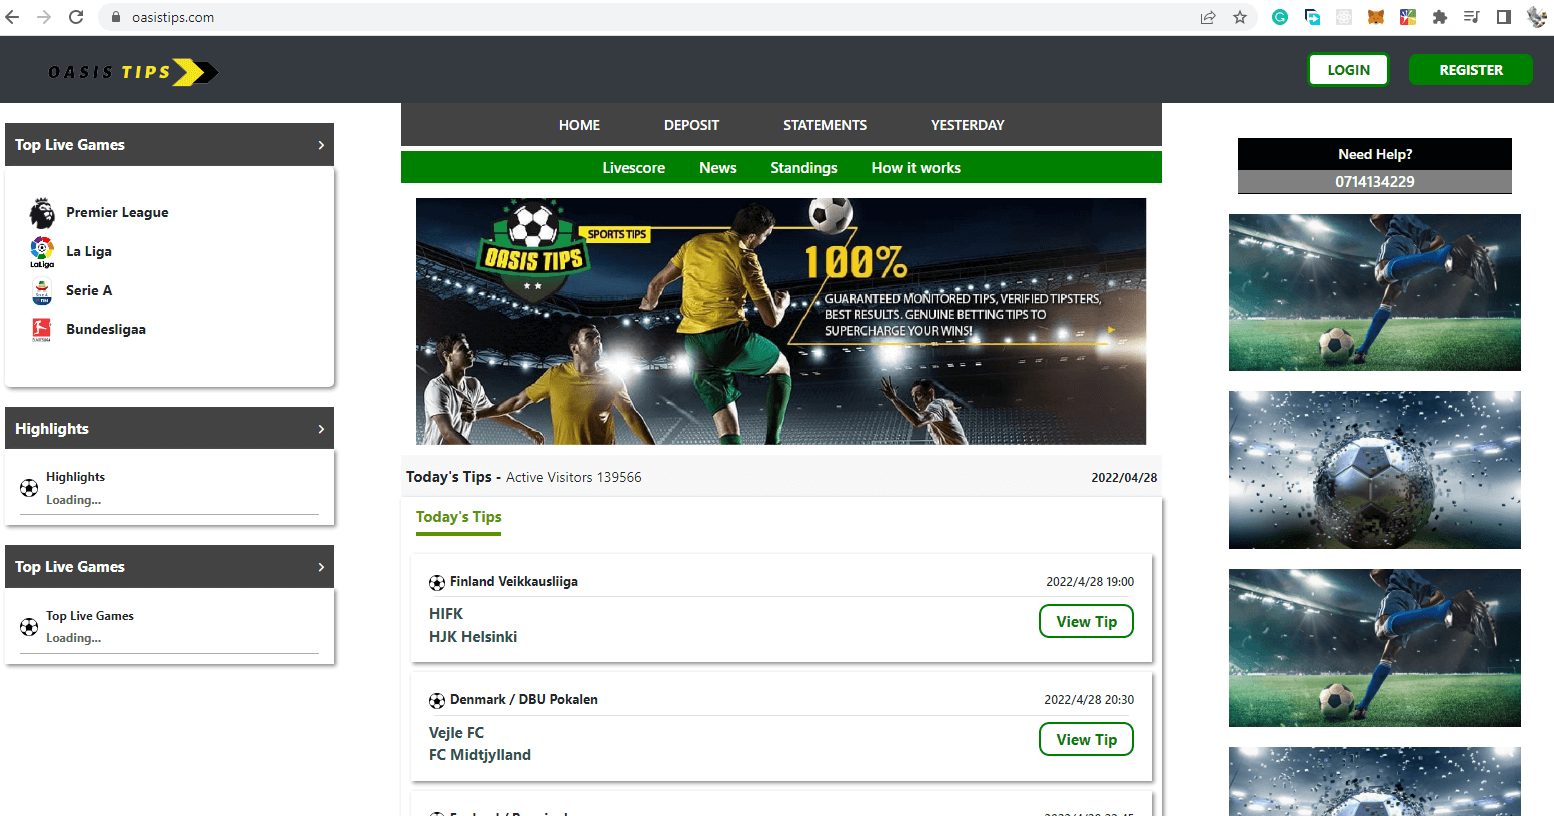 oasistips.com
OASIS TIPS
LOGIN
REGISTER
Top Live Games
Premier League
LaLiga
La Liga
Serie A
Bundesligaa
Highlights
Highlights
Loading...
Top Live Games
Top Live Games
Loading...
HOME DEPOSIT STATEMENTS YESTERDAY
Livescore News Standings How it works
OASIS TIPS
SPORTS TIPS
100%
GUARANTEED MONITORED TIPS, VERIFIED TIPSTERS,
BEST RESULTS. GENUINE BETTING TIPS TO
SUPERCHARGE YOUR WINS!
Today's Tips - Active Visitors 139566 2022/04/28
Today's Tips
Finland Veikkausliiga 2022/4/28 19:00
HIFK
HJK Helsinki
View Tip
Denmark / DBU Pokalen 2022/4/28 20:30
Vejle FC
FC Midtjylland
View Tip
Need Help?
0714134229